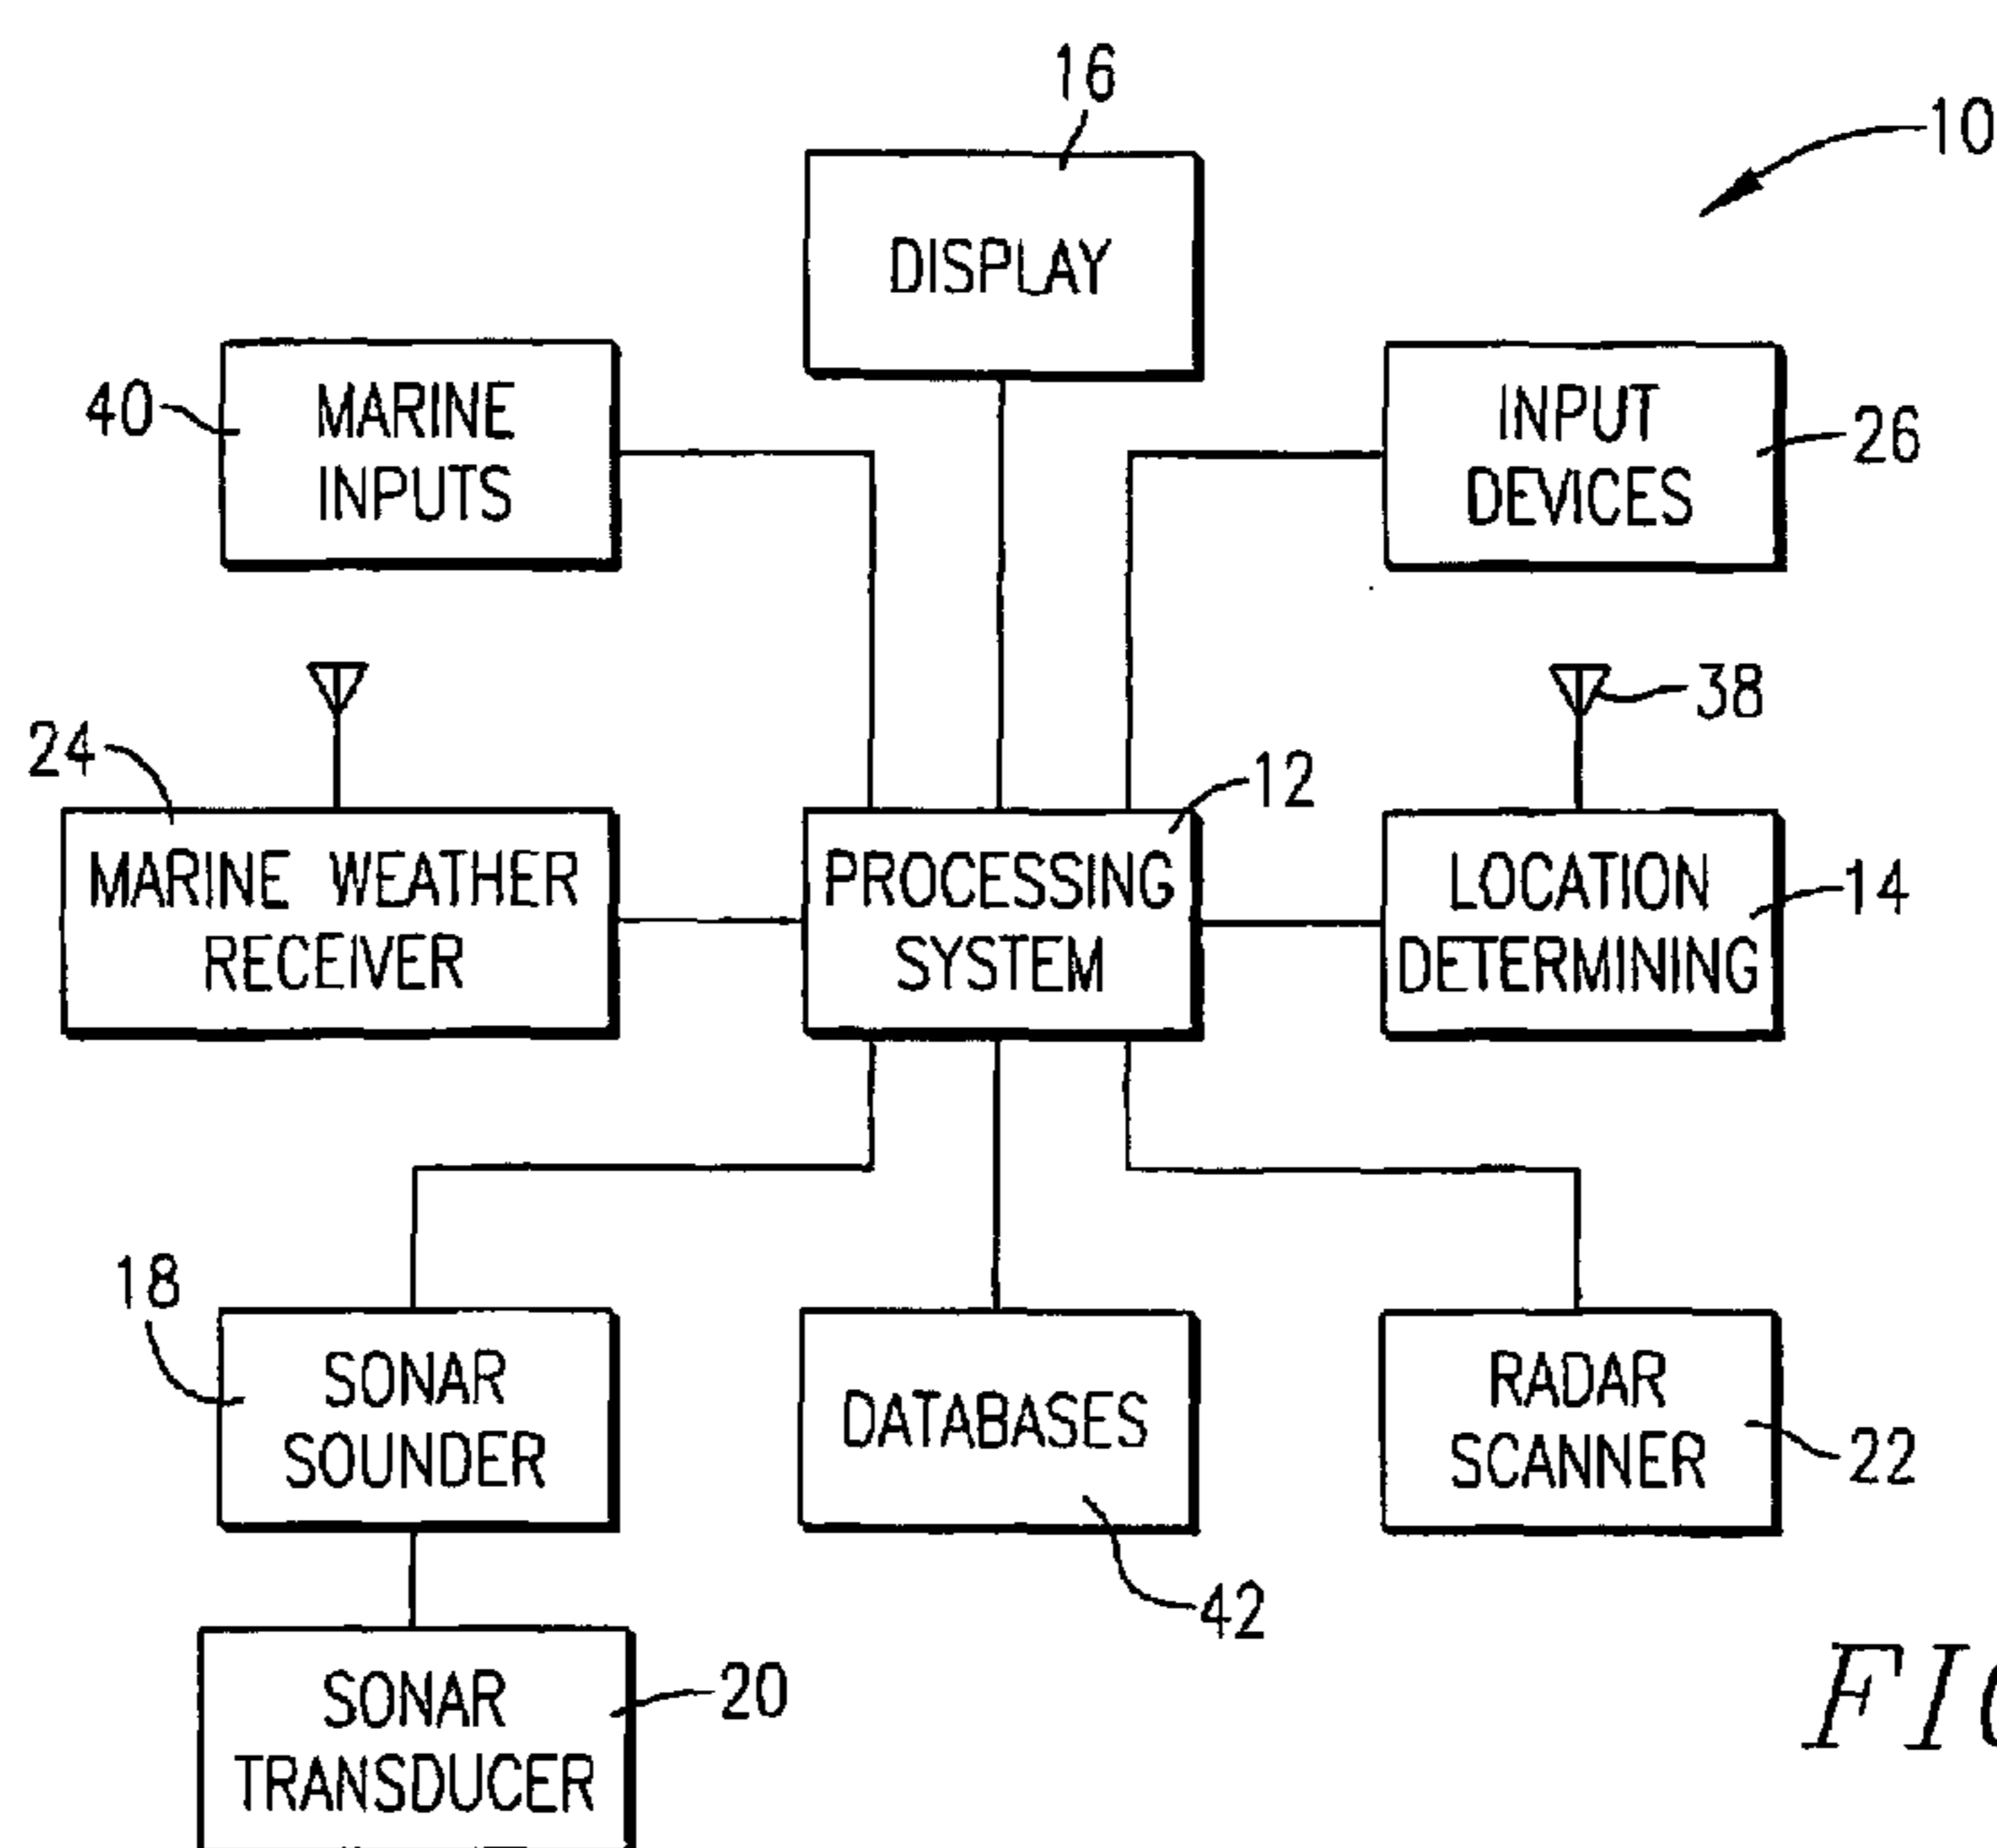 16
10
DISPLAY
40
MARINE
INPUTS
INPUT
DEVICES
26
38
24
12
MARINE WEATHER
RECEIVER
PROCESSING
SYSTEM
LOCATION
DETERMINING
14
18
SONAR
SOUNDER
DATABASES
RADAR
SCANNER
22
42
SONAR
TRANSDUCER
20